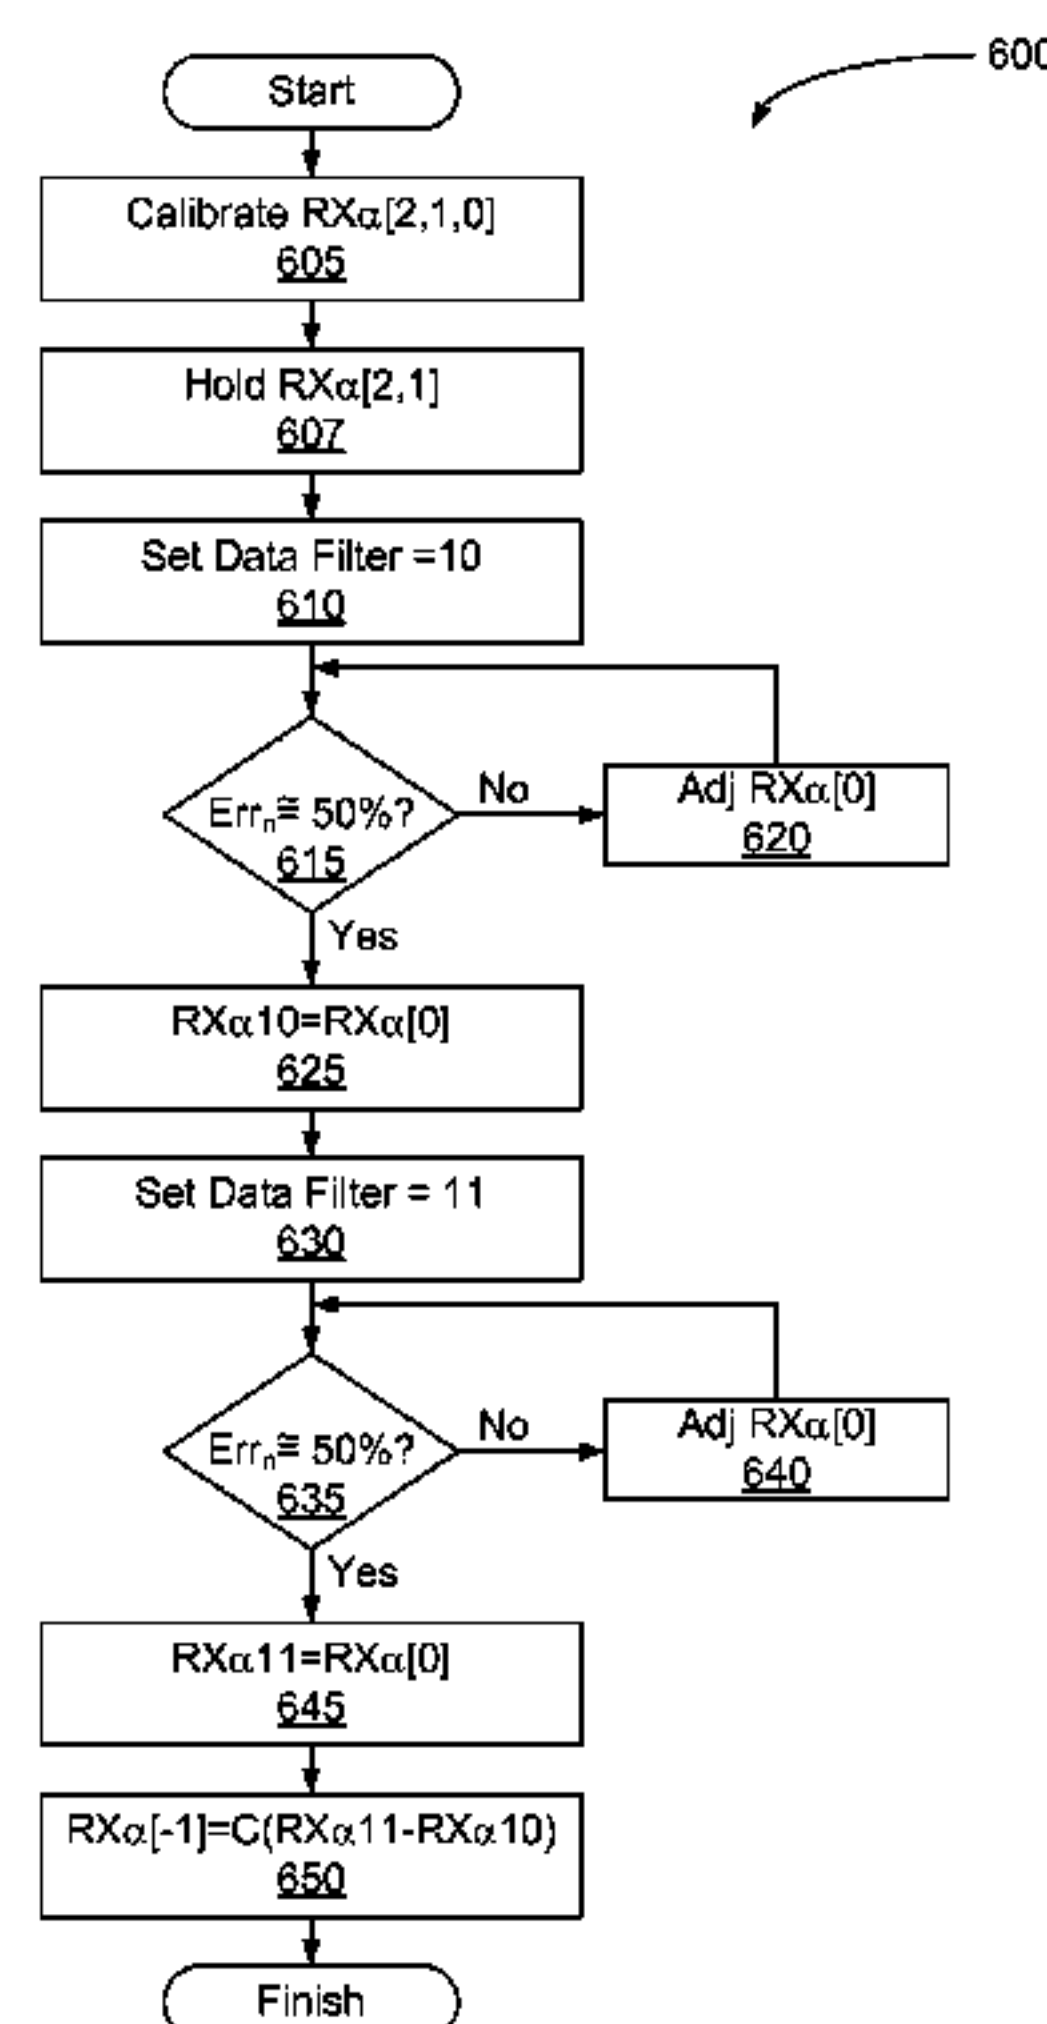 600
Start
Calibrate RXα[2,1,0]
605
Hold RXα[2,1]
607
Set Data Filter =10
610
Errₙ≅ 50%?
615
No
Adj RXα[0]
620
Yes
RXα10=RXα[0]
625
Set Data Filter = 11
630
Errₙ≅ 50%?
635
No
Adj RXα[0]
640
Yes
RXα11=RXα[0]
645
RXα[-1]=C(RXα11-RXα10)
650
Finish